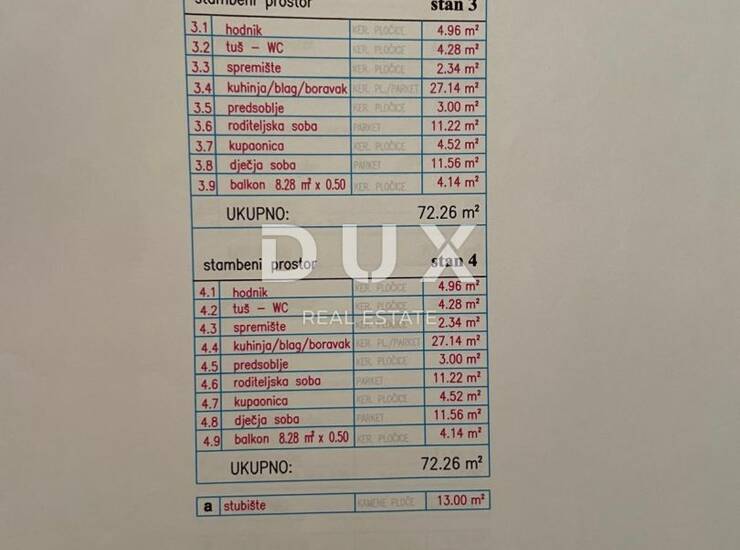 stambeni prostor stan 3
3.1 hodnik KER. PLOČICE 4.96 m²
3.2 tuš - WC KER. PLOČICE 4.28 m²
3.3 spremište KER. PLOČICE 2.34 m²
3.4 kuhinja/blag/boravak KER. PL./PARKET 27.14 m²
3.5 predsoblje KER. PLOČICE 3.00 m²
3.6 roditeljska soba PARKET 11.22 m²
3.7 kupaonica KER. PLOČICE 4.52 m²
3.8 dječja soba PARKET 11.56 m²
3.9 balkon 8.28 m² x 0.50 KER. PLOČICE 4.14 m²
UKUPNO: 72.26 m²
DUX
REAL ESTATE
stambeni prostor stan 4
4.1 hodnik KER. PLOČICE 4.96 m²
4.2 tuš - WC KER. PLOČICE 4.28 m²
4.3 spremište 2.34 m²
4.4 kuhinja/blag/boravak KER. PL./PARKET 27.14 m²
4.5 predsoblje KER. PLOČICE 3.00 m²
4.6 roditeljska soba PARKET 11.22 m²
4.7 kupaonica KER. PLOČICE 4.52 m²
4.8 dječja soba PARKET 11.56 m²
4.9 balkon 8.28 m² x 0.50 KER. PLOČICE 4.14 m²
UKUPNO: 72.26 m²
a stubište KAMENE PLOČE 13.00 m²